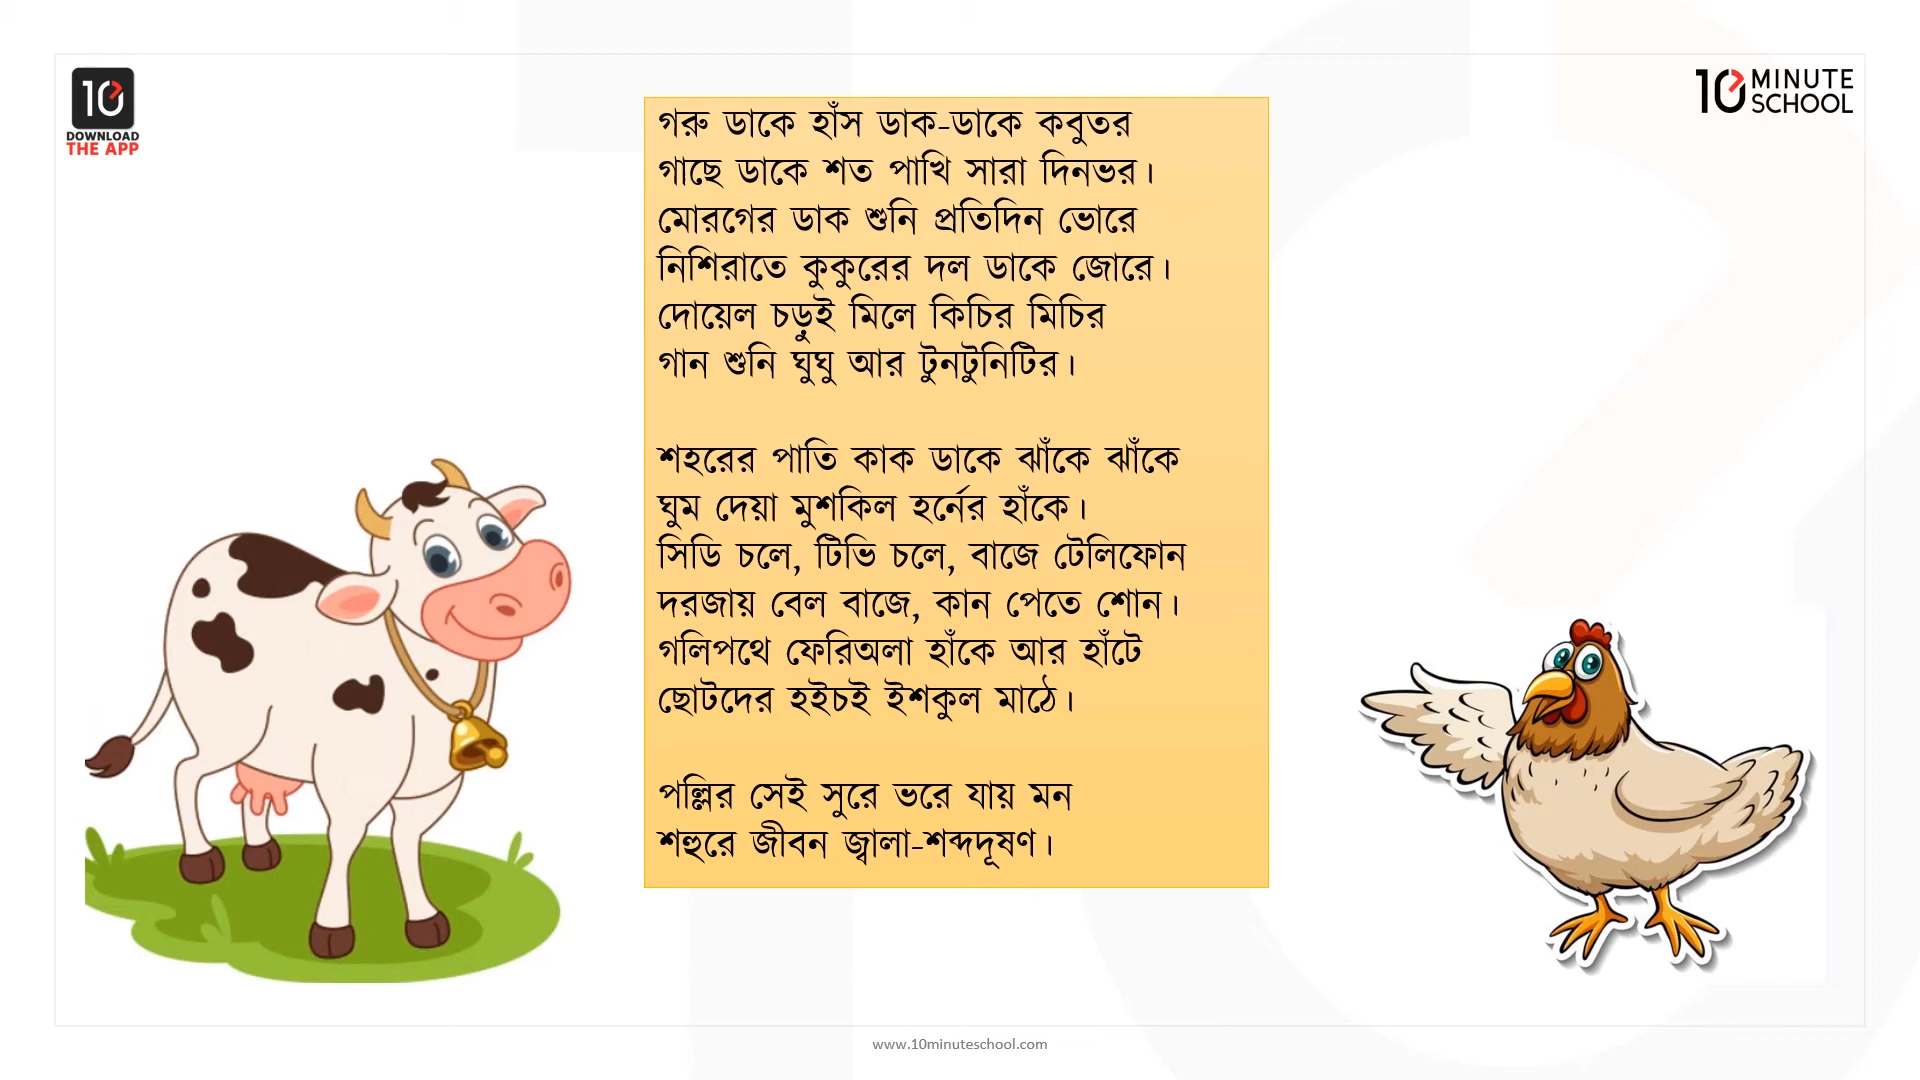 10
DOWNLOAD
THE APP
10 MINUTE
SCHOOL
গরু ডাকে হাঁস ডাক-ডাকে কবুতর
গাছে ডাকে শত পাখি সারা দিনভর।
মোরগের ডাক শুনি প্রতিদিন ভোরে
নিশিরাতে কুকুরের দল ডাকে জোরে।
দোয়েল চড়ুই মিলে কিচির মিচির
গান শুনি ঘুঘু আর টুনটুনিটির।
শহরের পাতি কাক ডাকে ঝাঁকে ঝাঁকে
ঘুম দেয়া মুশকিল হর্নের হাঁকে।
সিডি চলে, টিভি চলে, বাজে টেলিফোন
দরজায় বেল বাজে, কান পেতে শোন।
গলিপথে ফেরিঅলা হাঁকে আর হাঁটে
ছোটদের হইচই ইশকুল মাঠে।
পল্লির সেই সুরে ভরে যায় মন
শহুরে জীবন জ্বালা-শব্দদূষণ।
www.10minuteschool.com